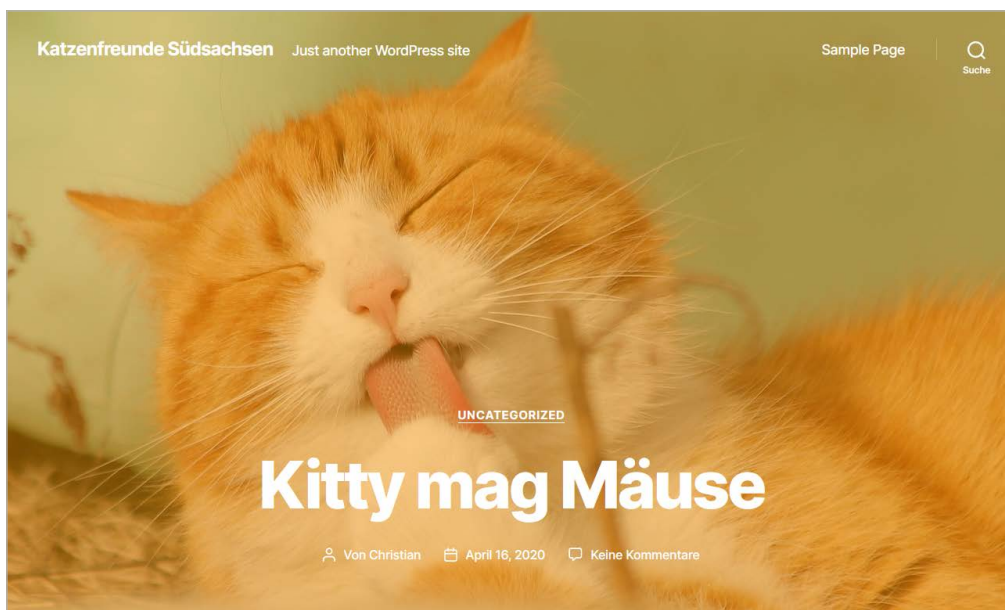 Katzenfreunde Südsachsen Just another WordPress site Sample Page
Suche
UNCATEGORIZED
Kitty mag Mäuse
Von Christian April 16, 2020 Keine Kommentare